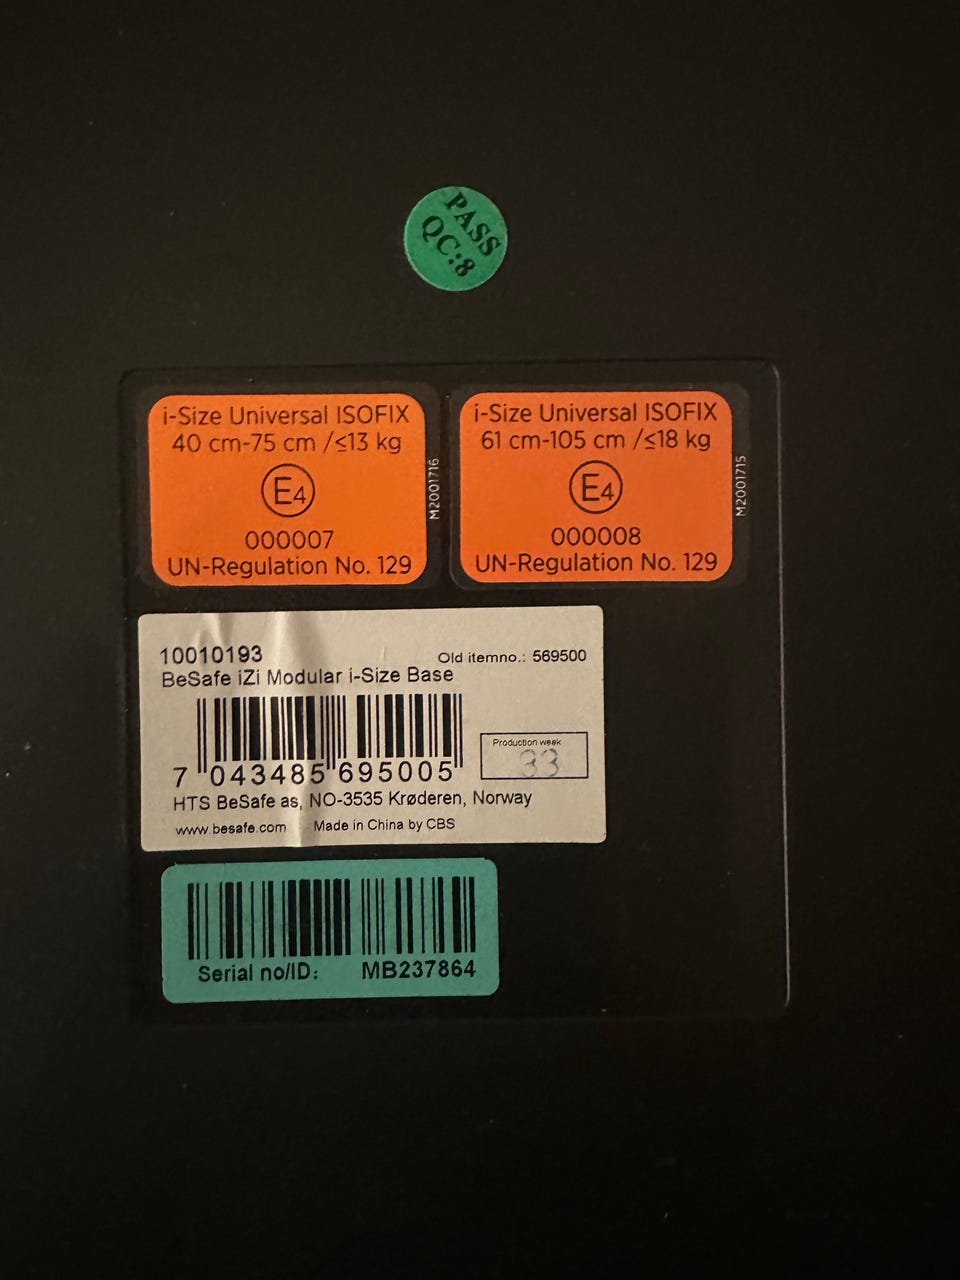 PASS
QC:8
i-Size Universal ISOFIX
40 cm-75 cm /≤13 kg
E4
000007
UN-Regulation No. 129
M2001716
i-Size Universal ISOFIX
61 cm-105 cm /≤18 kg
E4
000008
UN-Regulation No. 129
M2001715
10010193
Old itemno.: 569500
BeSafe iZi Modular i-Size Base
7 043485 695005
Production week
33
HTS BeSafe as, NO-3535 Krøderen, Norway
www.besafe.com Made in China by CBS
Serial no/ID: MB237864